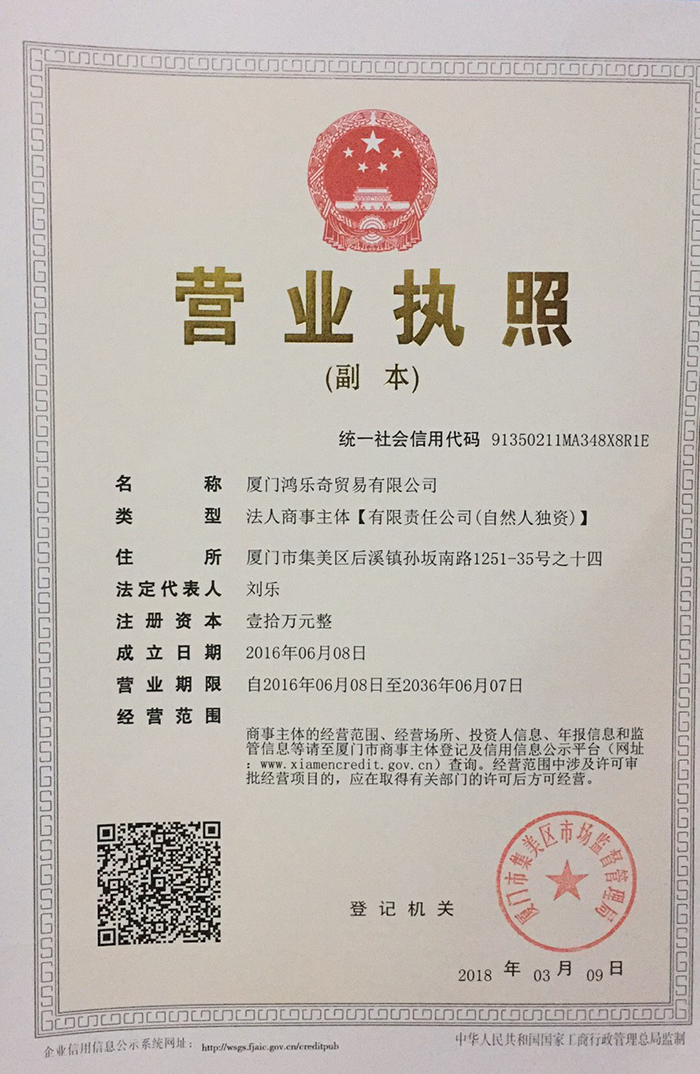 营业执照
(副 本)
统一社会信用代码 91350211MA348X8R1E
名 称 厦门鸿乐奇贸易有限公司
类 型 法人商事主体【有限责任公司(自然人独资)】
住 所 厦门市集美区后溪镇孙坂南路1251-35号之十四
法定代表人 刘乐
注册资本 壹拾万元整
成立日期 2016年06月08日
营业期限 自2016年06月08日至2036年06月07日
经营范围
商事主体的经营范围、经营场所、投资人信息、年报信息和监
管信息等请至厦门市商事主体登记及信用信息公示平台（网址
：www.xiamencredit.gov.cn）查询。经营范围中涉及许可审
批经营项目的，应在取得有关部门的许可后方可经营。
厦门市集美区市场监督管理局
登记机关
2018 年 03 月 09 日
企业信用信息公示系统网址： http://wsgs.fjaic.gov.cn/creditpub
中华人民共和国国家工商行政管理总局监制